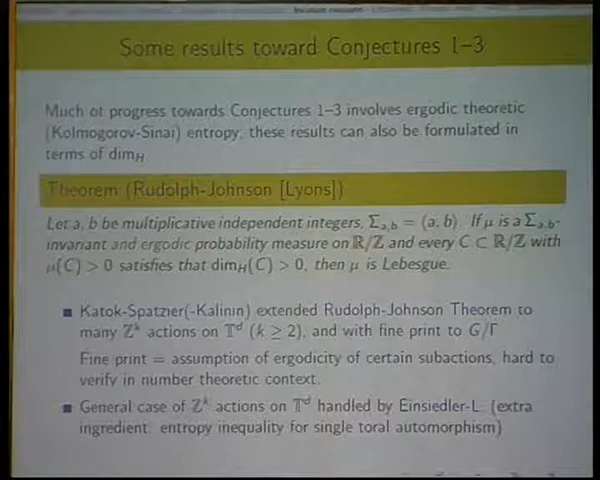 Some results toward Conjectures 1–3
Much of progress towards Conjectures 1–3 involves ergodic theoretic
(Kolmogorov-Sinai) entropy; these results can also be formulated in
terms of dim_H
Theorem (Rudolph-Johnson [Lyons])
Let a, b be multiplicative independent integers, Σ_{a,b} = ⟨a, b⟩. If μ is a Σ_{a,b}-
invariant and ergodic probability measure on ℝ/ℤ and every C ⊂ ℝ/ℤ with
μ(C) > 0 satisfies that dim_H(C) > 0, then μ is Lebesgue.
■ Katok-Spatzier(-Kalinin) extended Rudolph-Johnson Theorem to
many ℤ^k actions on 𝕋^d (k ≥ 2), and with fine print to G/Γ
Fine print = assumption of ergodicity of certain subactions, hard to
verify in number theoretic context.
■ General case of ℤ^k actions on 𝕋^d handled by Einsiedler-L. (extra
ingredient: entropy inequality for single toral automorphism)